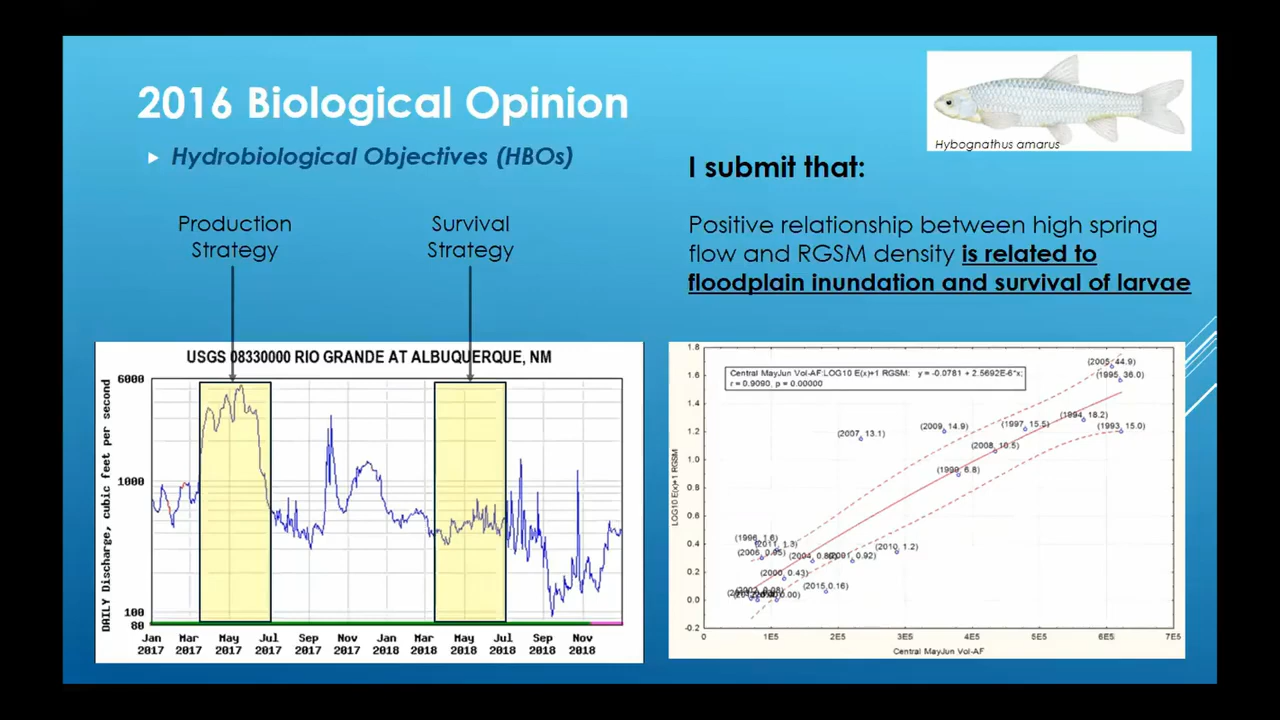 2016 Biological Opinion
Hydrobiological Objectives (HBOs)
Hybognathus amarus
I submit that:
Positive relationship between high spring
flow and RGSM density is related to
floodplain inundation and survival of larvae
Production
Strategy
Survival
Strategy
USGS 08330000 RIO GRANDE AT ALBUQUERQUE, NM
DAILY Discharge, cubic feet per second
6000
1000
100
80
Jan Mar May Jul Sep Nov Jan Mar May Jul Sep Nov
2017 2017 2017 2017 2017 2017 2018 2018 2018 2018 2018 2018
Central MayJun Vol-AF:LOG10 E(x)+1 RGSM: y = -0.0781 + 2.5692E-6*x;
r = 0.9090, p = 0.00000
LOG10 E(x)+1 RGSM
1.8
1.6
1.4
1.2
1.0
0.8
0.6
0.4
0.2
0.0
-0.2
(2005, 44.9)
(1995, 36.0)
(1994, 18.2)
(1993, 15.0)
(1997, 15.5)
(2009, 14.9)
(2007, 13.1)
(2008, 10.5)
(1999, 6.8)
(1996, 1.6)
(2011, 1.3)
(2006, 0.95)
(2010, 1.2)
(2001, 0.92)
(2000, 0.43)
(2015, 0.16)
0 1E5 2E5 3E5 4E5 5E5 6E5 7E5
Central MayJun Vol-AF